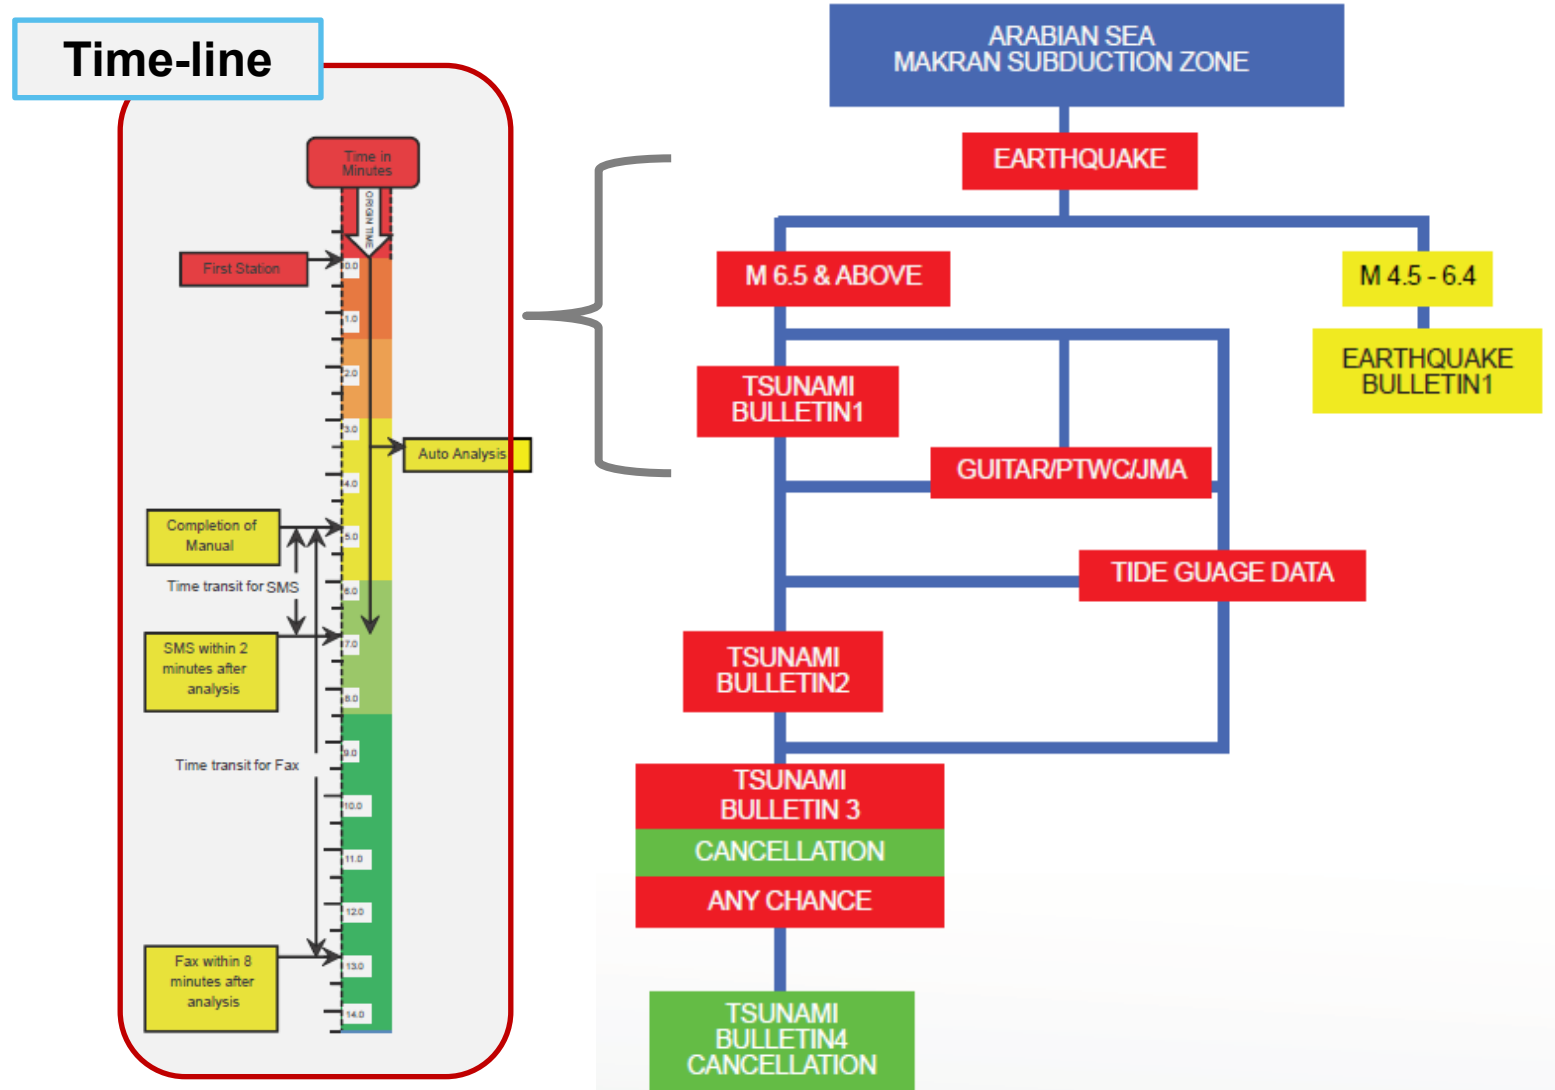 Time-line
Time in
Minutes
ORIGIN TIME
First Station
0.0
1.0
2.0
3.0
Auto Analysis
4.0
Completion of
Manual
5.0
Time transit for SMS
6.0
SMS within 2
minutes after
analysis
7.0
8.0
9.0
Time transit for Fax
10.0
11.0
12.0
Fax within 8
minutes after
analysis
13.0
14.0
ARABIAN SEA
MAKRAN SUBDUCTION ZONE
EARTHQUAKE
M 6.5 & ABOVE
M 4.5 - 6.4
TSUNAMI
BULLETIN1
EARTHQUAKE
BULLETIN1
GUITAR/PTWC/JMA
TIDE GUAGE DATA
TSUNAMI
BULLETIN2
TSUNAMI
BULLETIN 3
CANCELLATION
ANY CHANCE
TSUNAMI
BULLETIN4
CANCELLATION